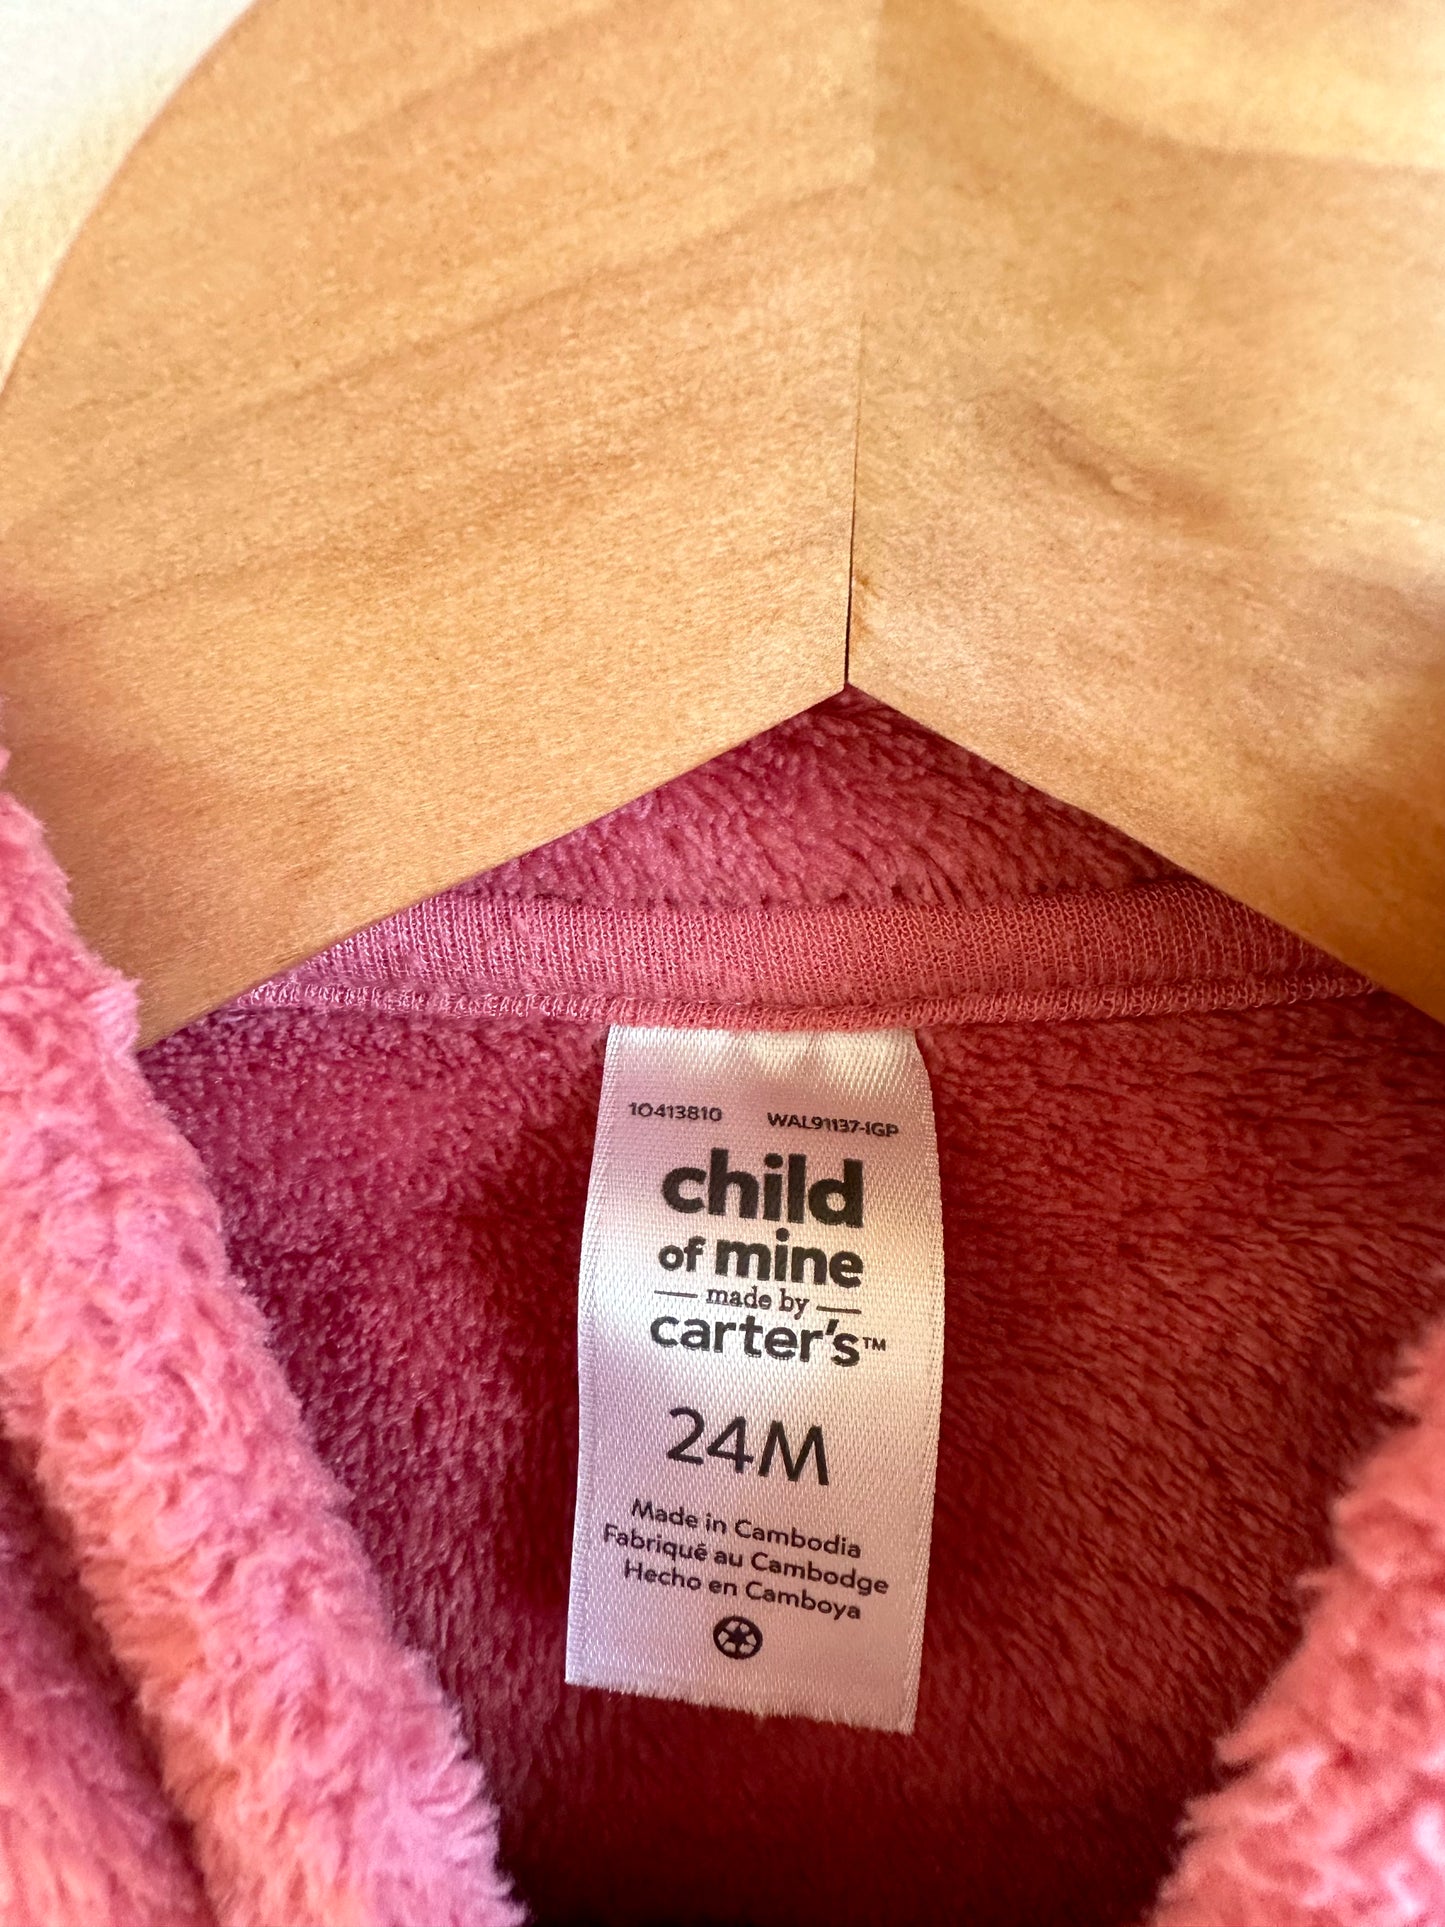 10413810 WAL91137-1GP
child
of mine
made by
carter's™
24M
Made in Cambodia
Fabriqué au Cambodge
Hecho en Camboya